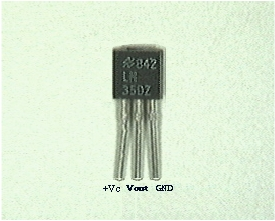 842
LM
35DZ
+Vc Vout GND